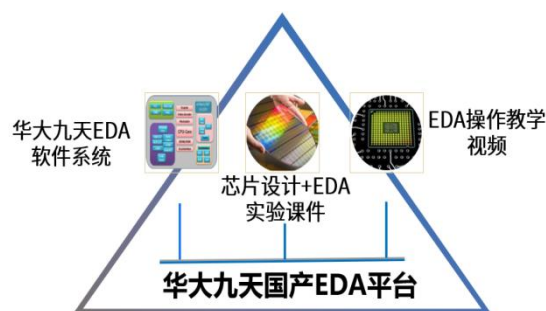 华大九天EDA
软件系统
芯片设计+EDA
实验课件
EDA操作教学
视频
华大九天国产EDA平台